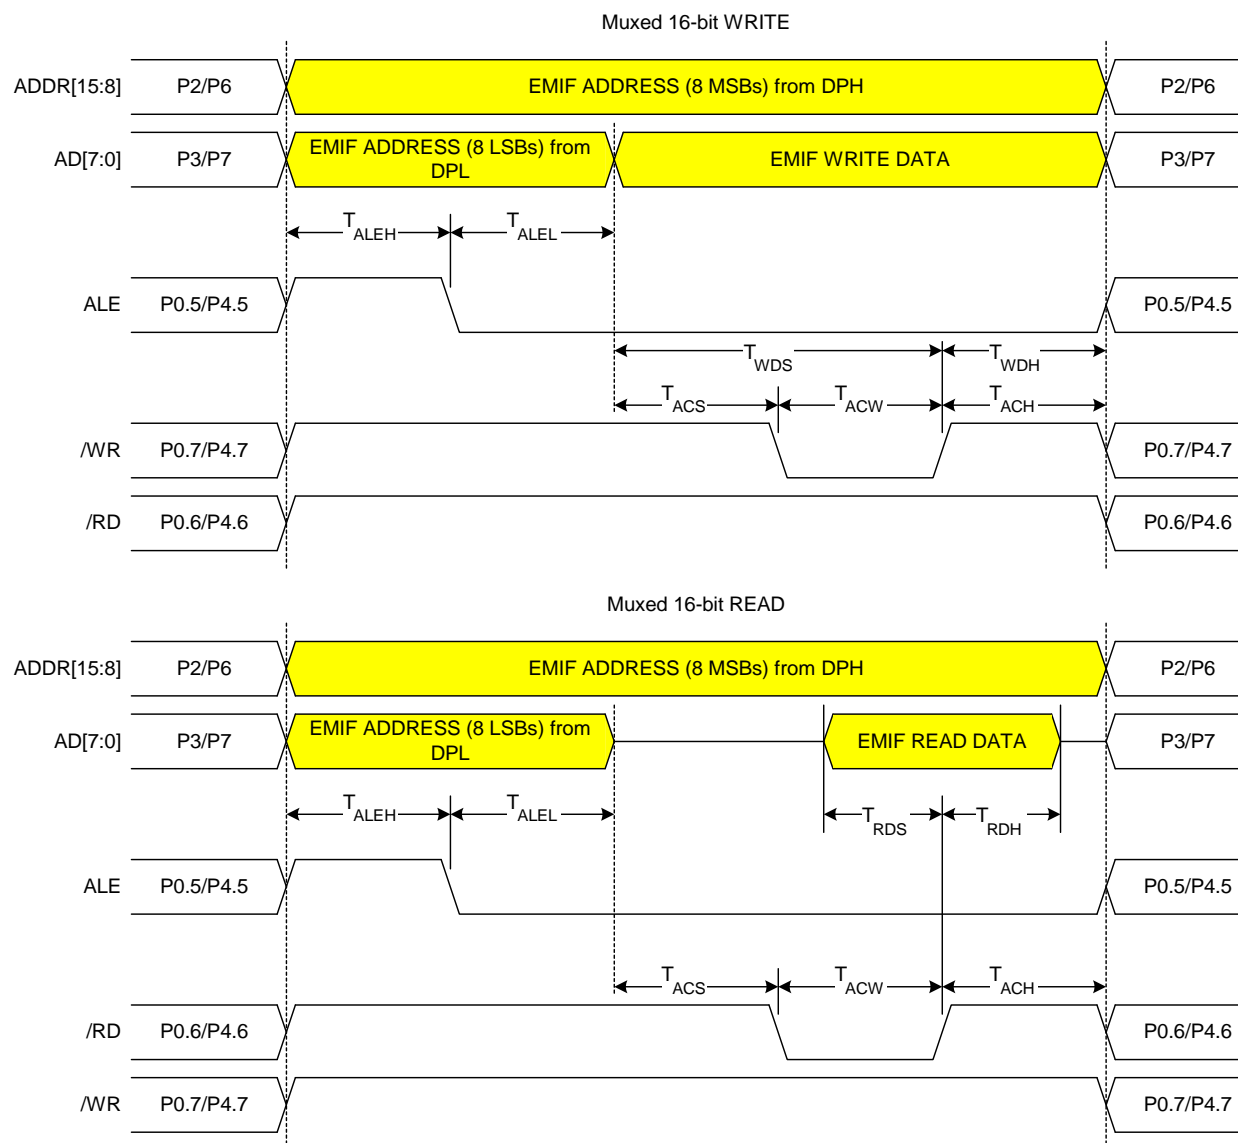 Muxed 16-bit WRITE
ADDR[15:8] P2/P6 EMIF ADDRESS (8 MSBs) from DPH P2/P6
AD[7:0] P3/P7 EMIF ADDRESS (8 LSBs) from DPL EMIF WRITE DATA P3/P7
TALEH TALEL
ALE P0.5/P4.5 P0.5/P4.5
TWDS TWDH
TACS TACW TACH
/WR P0.7/P4.7 P0.7/P4.7
/RD P0.6/P4.6 P0.6/P4.6
Muxed 16-bit READ
ADDR[15:8] P2/P6 EMIF ADDRESS (8 MSBs) from DPH P2/P6
AD[7:0] P3/P7 EMIF ADDRESS (8 LSBs) from DPL EMIF READ DATA P3/P7
TALEH TALEL TRDS TRDH
ALE P0.5/P4.5 P0.5/P4.5
TACS TACW TACH
/RD P0.6/P4.6 P0.6/P4.6
/WR P0.7/P4.7 P0.7/P4.7